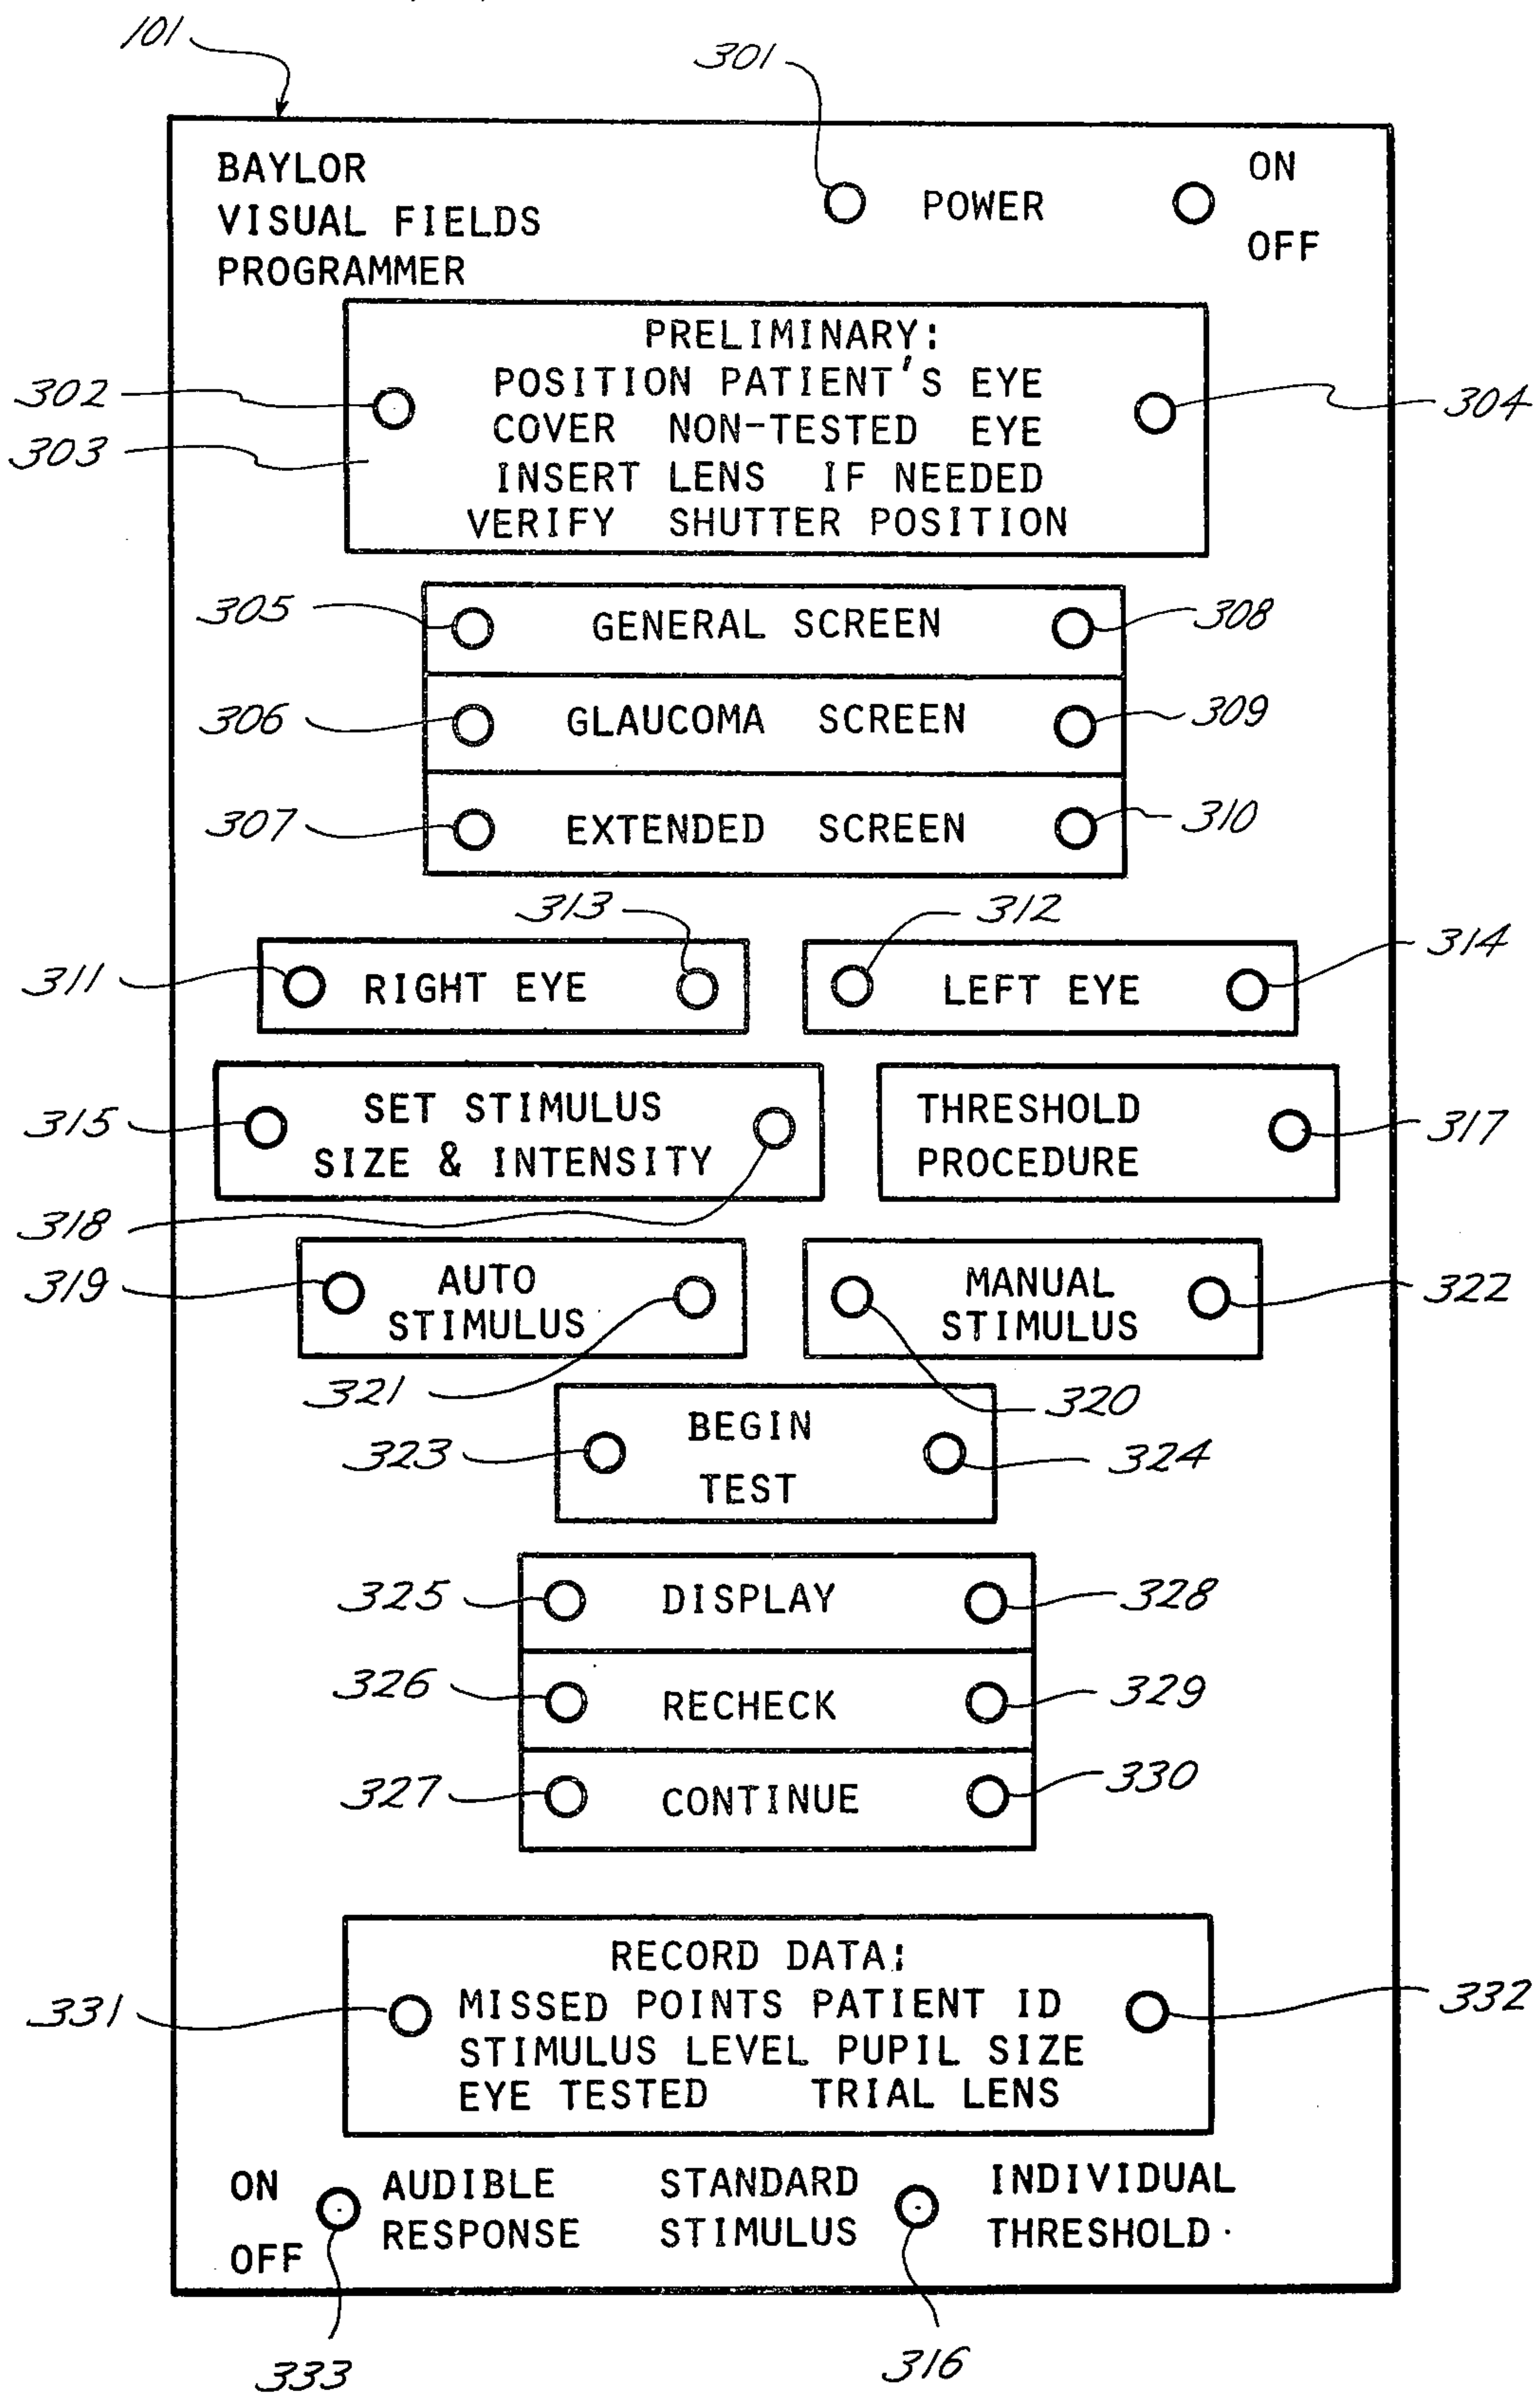 101
301
BAYLOR
VISUAL FIELDS
PROGRAMMER
POWER
ON
OFF
PRELIMINARY:
POSITION PATIENT'S EYE
COVER NON-TESTED EYE
INSERT LENS IF NEEDED
VERIFY SHUTTER POSITION
302
303
304
305 GENERAL SCREEN 308
306 GLAUCOMA SCREEN 309
307 EXTENDED SCREEN 310
313 312
311 RIGHT EYE LEFT EYE 314
315 SET STIMULUS
SIZE & INTENSITY
THRESHOLD
PROCEDURE
317
318
319 AUTO
STIMULUS
MANUAL
STIMULUS
322
321 320
323 BEGIN
TEST
324
325 DISPLAY 328
326 RECHECK 329
327 CONTINUE 330
RECORD DATA:
331 MISSED POINTS PATIENT ID 332
STIMULUS LEVEL PUPIL SIZE
EYE TESTED TRIAL LENS
ON
OFF
AUDIBLE
RESPONSE
STANDARD
STIMULUS
INDIVIDUAL
THRESHOLD
333 316